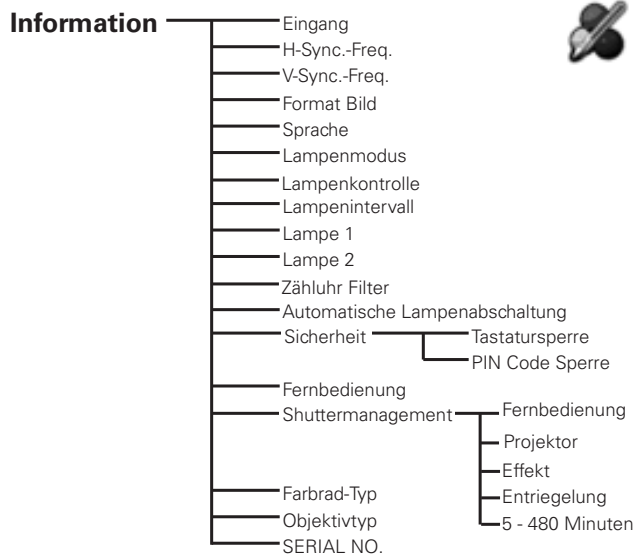 Information
Eingang
H-Sync.-Freq.
V-Sync.-Freq.
Format Bild
Sprache
Lampenmodus
Lampenkontrolle
Lampenintervall
Lampe 1
Lampe 2
Zähluhr Filter
Automatische Lampenabschaltung
Sicherheit
Tastatursperre
PIN Code Sperre
Fernbedienung
Shuttermanagement
Fernbedienung
Projektor
Effekt
Entriegelung
5 - 480 Minuten
Farbrad-Typ
Objektivtyp
SERIAL NO.